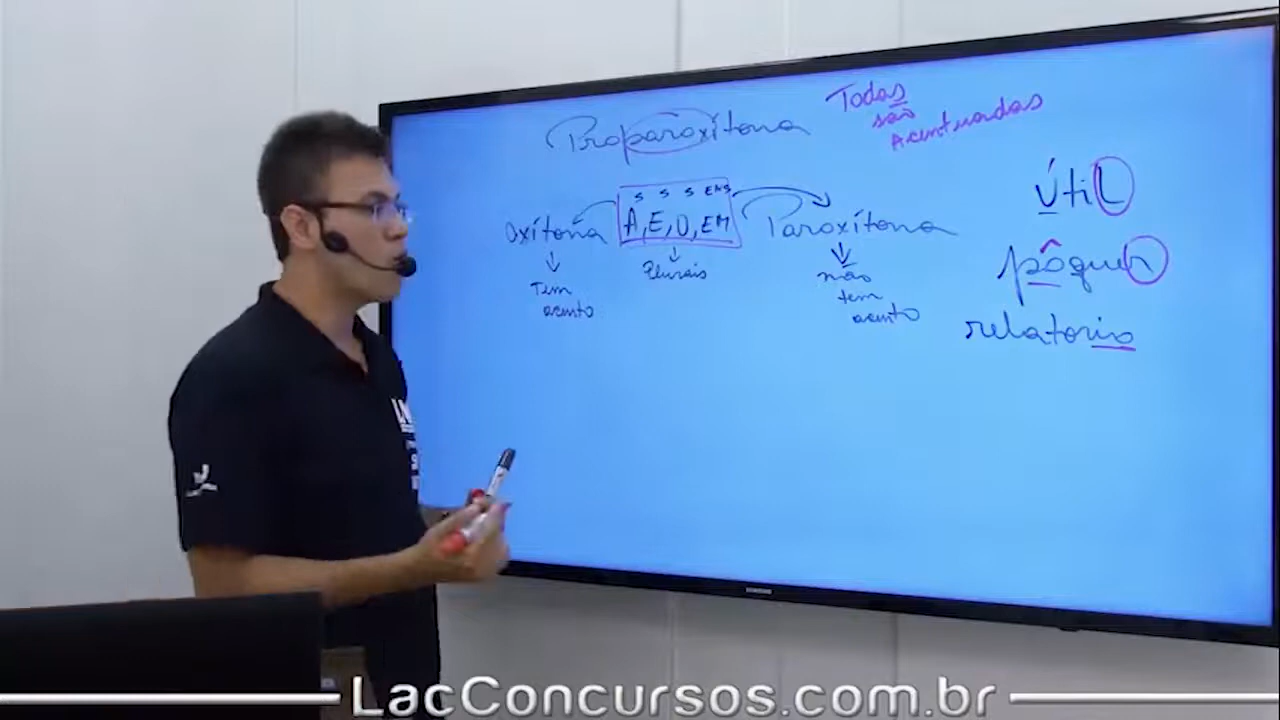 Proparoxítona
Todas
são
Acentuadas
S S S ENS
Oxítona
A, E, O, EM
Paroxítona
Tem
acento
Plurais
não
tem
acento
ÚtiL
pôquer
relatorio
SAMSUNG
LacConcursos.com.br